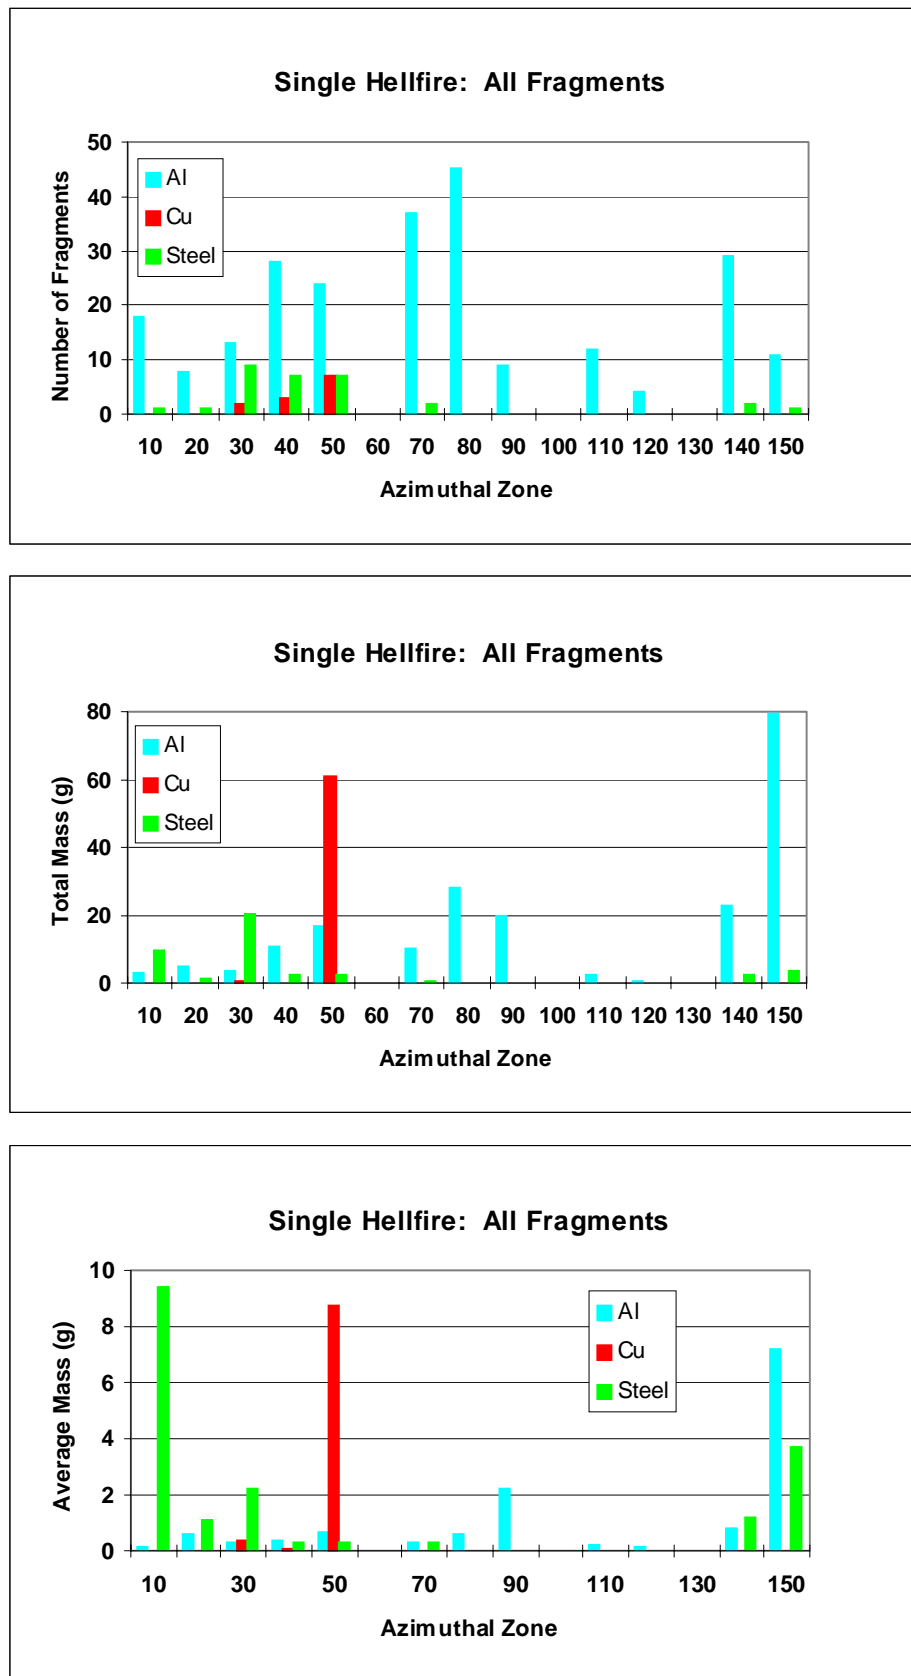 Single Hellfire:  All Fragments
Number of Fragments
50
40
30
20
10
0
Al
Cu
Steel
10 20 30 40 50 60 70 80 90 100 110 120 130 140 150
Azimuthal Zone
Single Hellfire:  All Fragments
Total Mass (g)
80
60
40
20
0
Al
Cu
Steel
10 20 30 40 50 60 70 80 90 100 110 120 130 140 150
Azimuthal Zone
Single Hellfire:  All Fragments
Average Mass (g)
10
8
6
4
2
0
Al
Cu
Steel
10 30 50 70 90 110 130 150
Azimuthal Zone